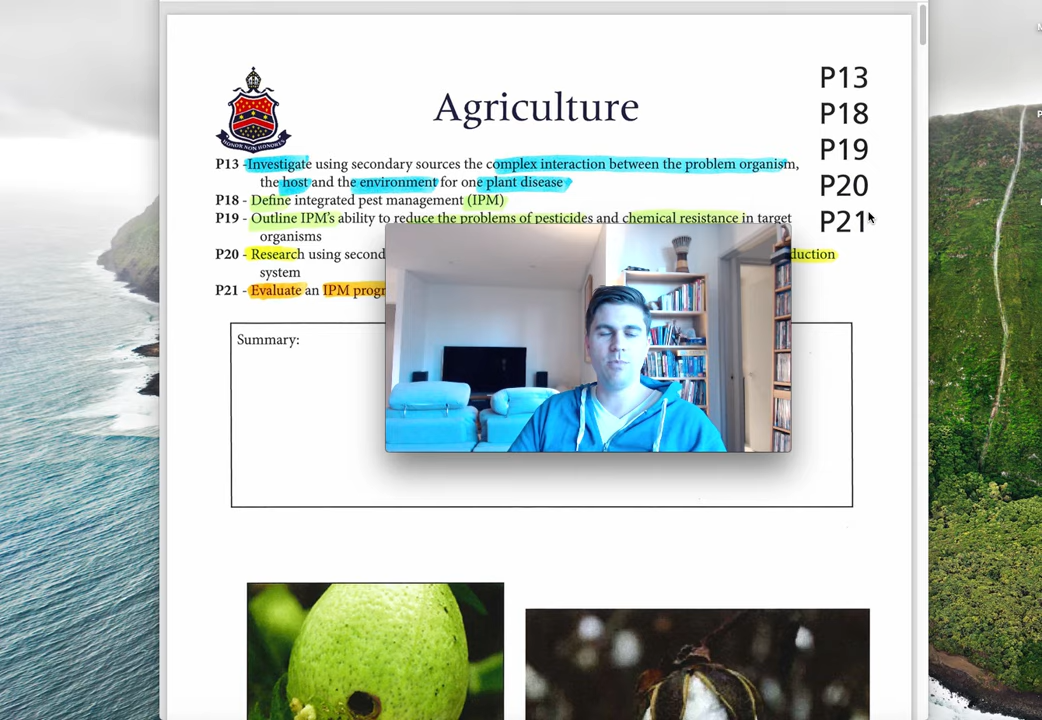 Agriculture
P13
P18
P19
P20
P21
HONOR NON HONORES
P13 - Investigate using secondary sources the complex interaction between the problem organism,
the host and the environment for one plant disease
P18 - Define integrated pest management (IPM)
P19 - Outline IPM's ability to reduce the problems of pesticides and chemical resistance in target
organisms
P20 - Research using second
duction
system
P21 - Evaluate an IPM progr
Summary: